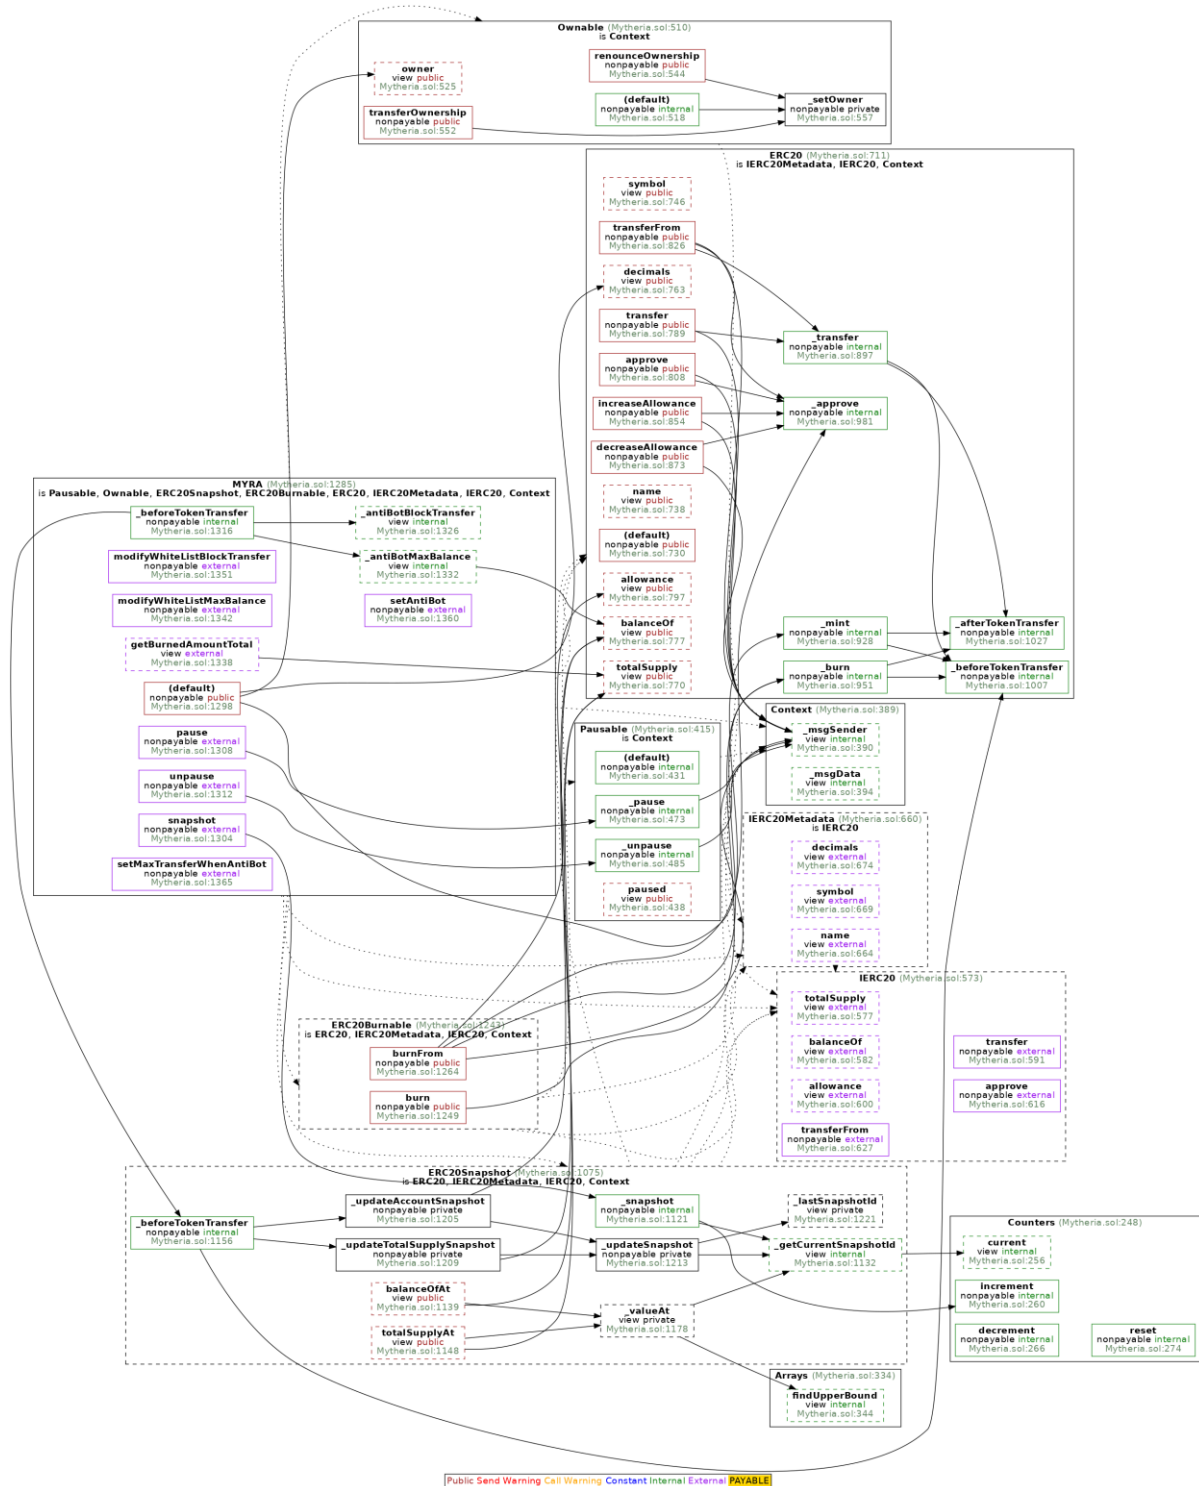 Ownable (Mytheria.sol:510)
is Context
owner
view public
Mytheria.sol:525
renounceOwnership
nonpayable public
Mytheria.sol:544
transferOwnership
nonpayable public
Mytheria.sol:552
(default)
nonpayable internal
Mytheria.sol:518
_setOwner
nonpayable private
Mytheria.sol:557
ERC20 (Mytheria.sol:711)
is IERC20Metadata, IERC20, Context
symbol
view public
Mytheria.sol:746
transferFrom
nonpayable public
Mytheria.sol:826
decimals
view public
Mytheria.sol:763
transfer
nonpayable public
Mytheria.sol:789
_transfer
nonpayable internal
Mytheria.sol:897
approve
nonpayable public
Mytheria.sol:808
increaseAllowance
nonpayable public
Mytheria.sol:854
_approve
nonpayable internal
Mytheria.sol:981
decreaseAllowance
nonpayable public
Mytheria.sol:873
name
view public
Mytheria.sol:738
(default)
nonpayable public
Mytheria.sol:730
allowance
view public
Mytheria.sol:797
balanceOf
view public
Mytheria.sol:777
totalSupply
view public
Mytheria.sol:770
_mint
nonpayable internal
Mytheria.sol:928
_burn
nonpayable internal
Mytheria.sol:951
_afterTokenTransfer
nonpayable internal
Mytheria.sol:1027
_beforeTokenTransfer
nonpayable internal
Mytheria.sol:1007
MYRA (Mytheria.sol:1285)
is Pausable, Ownable, ERC20Snapshot, ERC20Burnable, ERC20, IERC20Metadata, IERC20, Context
_beforeTokenTransfer
nonpayable internal
Mytheria.sol:1316
_antiBotBlockTransfer
view internal
Mytheria.sol:1326
modifyWhiteListBlockTransfer
nonpayable external
Mytheria.sol:1351
_antiBotMaxBalance
view internal
Mytheria.sol:1332
modifyWhiteListMaxBalance
nonpayable external
Mytheria.sol:1342
setAntiBot
nonpayable external
Mytheria.sol:1360
getBurnedAmountTotal
view external
Mytheria.sol:1338
(default)
nonpayable public
Mytheria.sol:1298
pause
nonpayable external
Mytheria.sol:1308
unpause
nonpayable external
Mytheria.sol:1312
snapshot
nonpayable external
Mytheria.sol:1304
setMaxTransferWhenAntiBot
nonpayable external
Mytheria.sol:1365
Pausable (Mytheria.sol:415)
is Context
(default)
nonpayable internal
Mytheria.sol:431
_pause
nonpayable internal
Mytheria.sol:473
_unpause
nonpayable internal
Mytheria.sol:485
paused
view public
Mytheria.sol:438
Context (Mytheria.sol:389)
_msgSender
view internal
Mytheria.sol:390
_msgData
view internal
Mytheria.sol:394
IERC20Metadata (Mytheria.sol:660)
is IERC20
decimals
view external
Mytheria.sol:674
symbol
view external
Mytheria.sol:669
name
view external
Mytheria.sol:664
IERC20 (Mytheria.sol:573)
totalSupply
view external
Mytheria.sol:577
balanceOf
view external
Mytheria.sol:582
transfer
nonpayable external
Mytheria.sol:591
allowance
view external
Mytheria.sol:600
approve
nonpayable external
Mytheria.sol:616
transferFrom
nonpayable external
Mytheria.sol:627
ERC20Burnable (Mytheria.sol:1243)
is ERC20, IERC20Metadata, IERC20, Context
burnFrom
nonpayable public
Mytheria.sol:1264
burn
nonpayable public
Mytheria.sol:1249
ERC20Snapshot (Mytheria.sol:1075)
is ERC20, IERC20Metadata, IERC20, Context
_beforeTokenTransfer
nonpayable internal
Mytheria.sol:1156
_updateAccountSnapshot
nonpayable private
Mytheria.sol:1205
_updateTotalSupplySnapshot
nonpayable private
Mytheria.sol:1209
balanceOfAt
view public
Mytheria.sol:1139
totalSupplyAt
view public
Mytheria.sol:1148
_snapshot
nonpayable internal
Mytheria.sol:1121
_updateSnapshot
nonpayable private
Mytheria.sol:1213
_valueAt
view private
Mytheria.sol:1178
_lastSnapshotId
view private
Mytheria.sol:1221
_getCurrentSnapshotId
view internal
Mytheria.sol:1132
Counters (Mytheria.sol:248)
current
view internal
Mytheria.sol:256
increment
nonpayable internal
Mytheria.sol:260
decrement
nonpayable internal
Mytheria.sol:266
reset
nonpayable internal
Mytheria.sol:274
Arrays (Mytheria.sol:334)
findUpperBound
view internal
Mytheria.sol:344
Public Send Warning Call Warning Constant Internal External PAYABLE